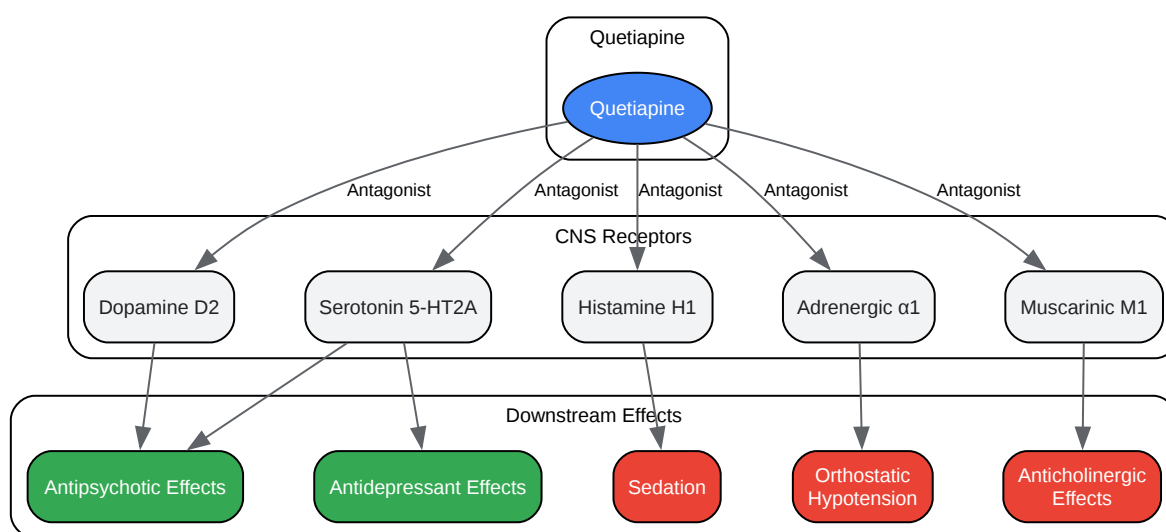 Quetiapine
Quetiapine
Antagonist Antagonist Antagonist Antagonist Antagonist
CNS Receptors
Dopamine D2 Serotonin 5-HT2A Histamine H1 Adrenergic α1 Muscarinic M1
Downstream Effects
Antipsychotic Effects
Antidepressant Effects
Sedation
Orthostatic
Hypotension
Anticholinergic
Effects